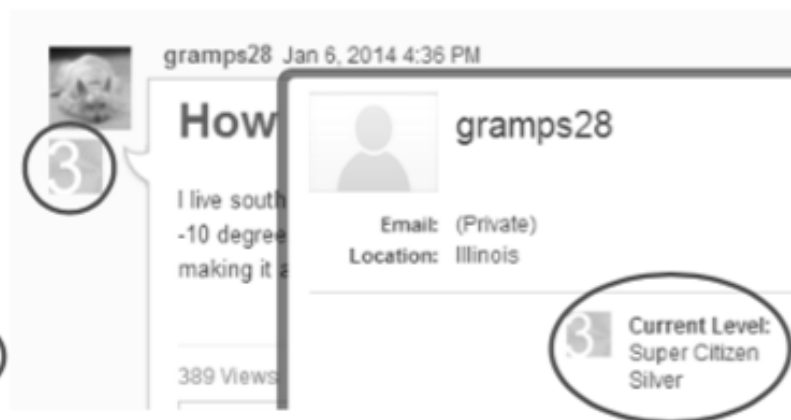 gramps28 Jan 6, 2014 4:36 PM
How
3
I live south
-10 degree
making it a
389 Views
gramps28
Email: (Private)
Location: Illinois
3
Current Level:
Super Citizen
Silver